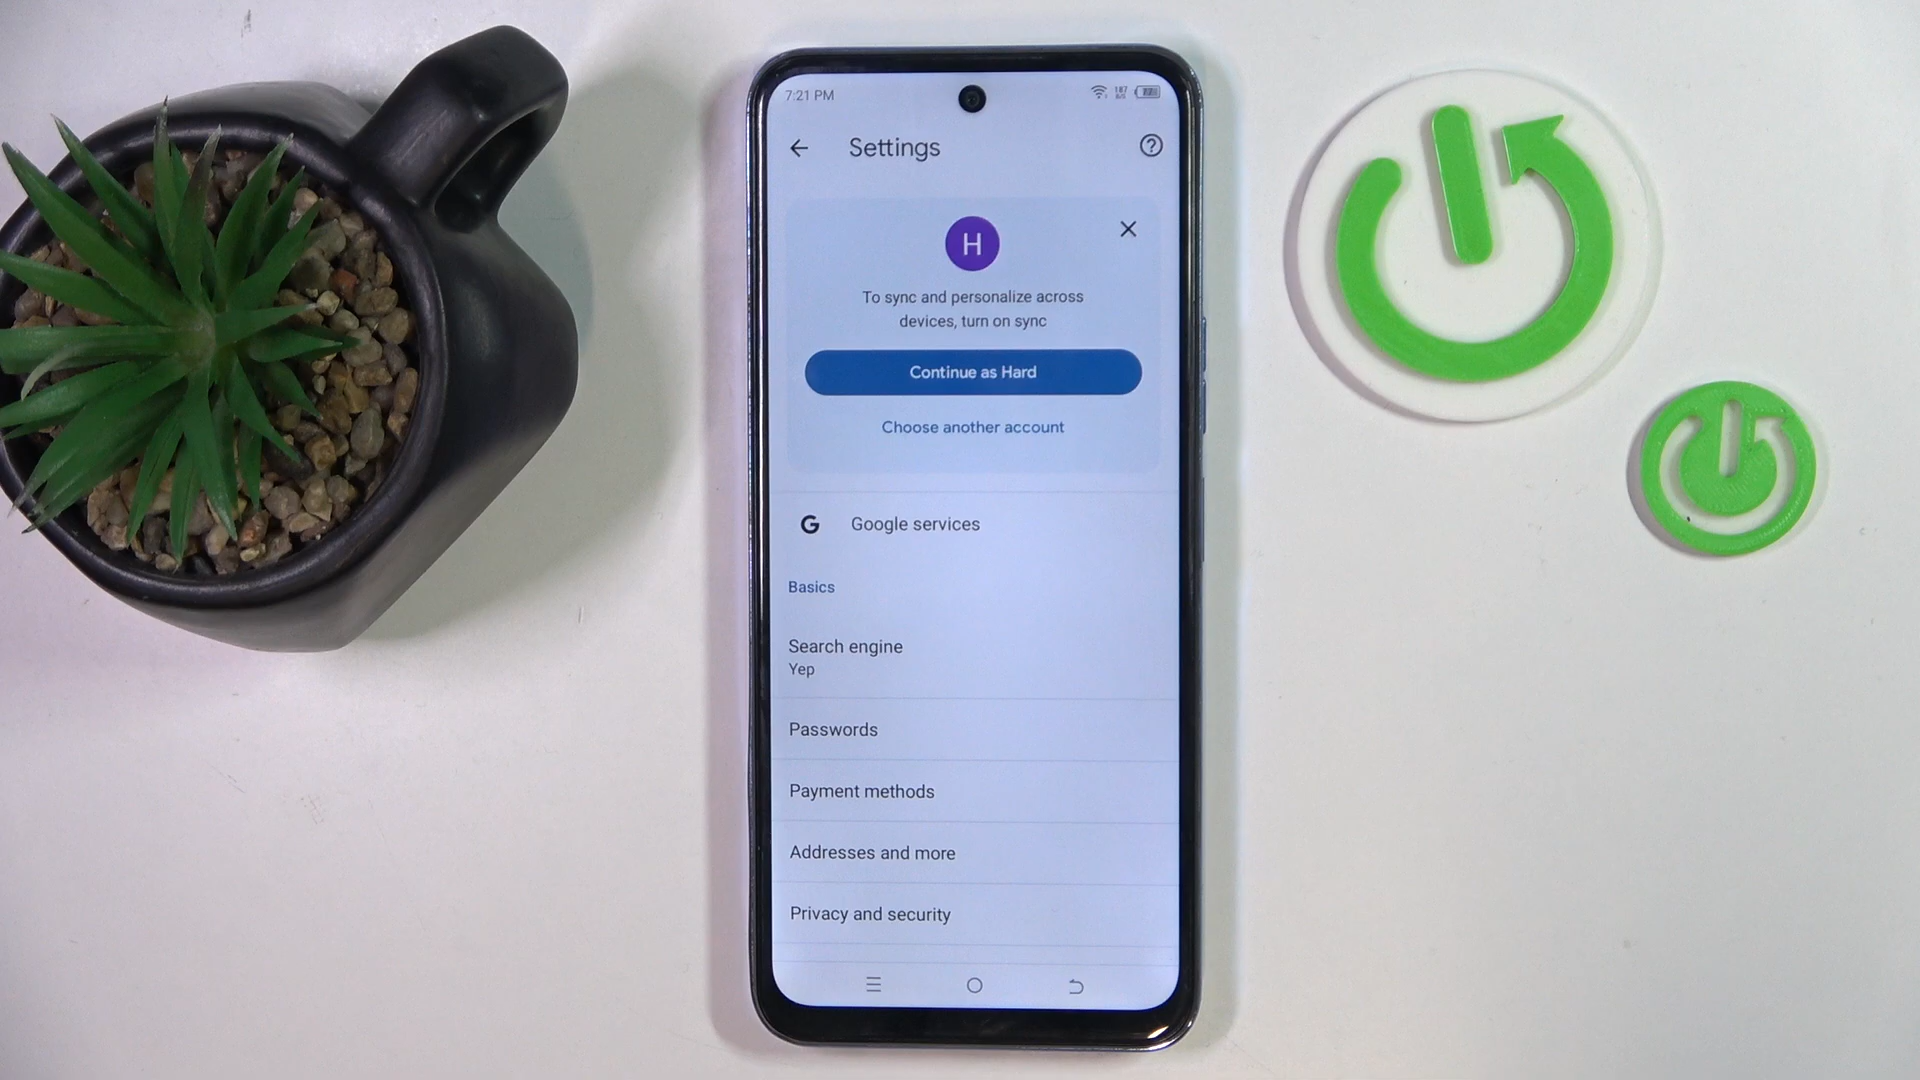 7:21 PM
Settings
H
To sync and personalize across
devices, turn on sync
Continue as Hard
Choose another account
G Google services
Basics
Search engine
Yep
Passwords
Payment methods
Addresses and more
Privacy and security